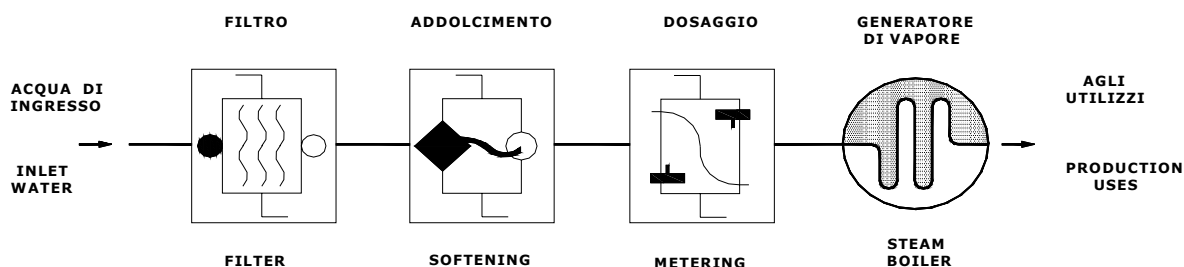 FILTRO
ADDOLCIMENTO
DOSAGGIO
GENERATORE
DI VAPORE
ACQUA DI
INGRESSO
AGLI
UTILIZZI
INLET
WATER
PRODUCTION
USES
FILTER
SOFTENING
METERING
STEAM
BOILER